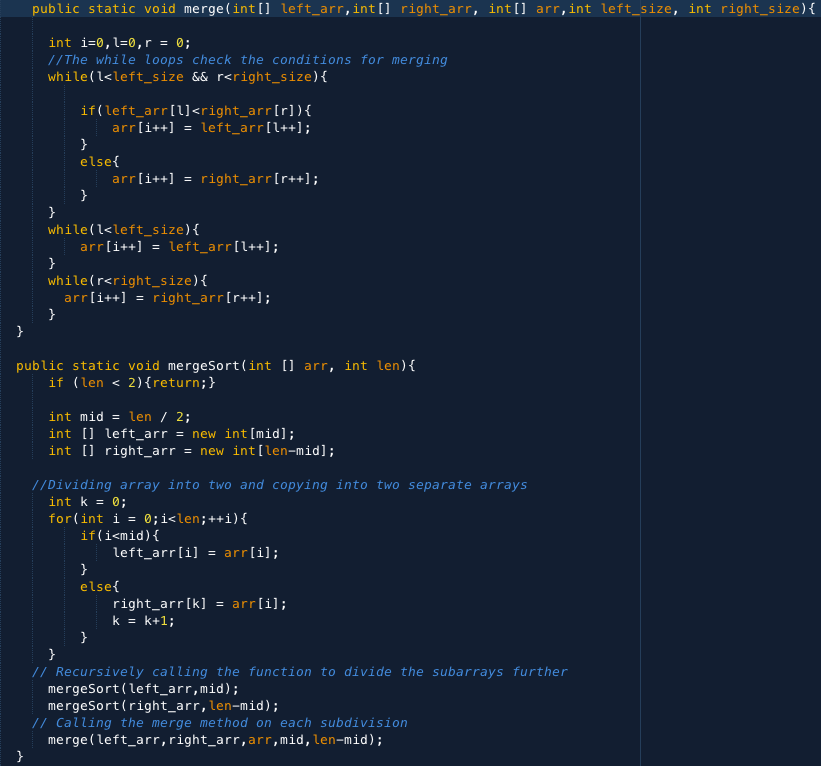 public static void merge(int[] left_arr,int[] right_arr, int[] arr,int left_size, int right_size){
int i=0,l=0,r = 0;
//The while loops check the conditions for merging
while(l<left_size && r<right_size){
if(left_arr[l]<right_arr[r]){
arr[i++] = left_arr[l++];
}
else{
arr[i++] = right_arr[r++];
}
}
while(l<left_size){
arr[i++] = left_arr[l++];
}
while(r<right_size){
arr[i++] = right_arr[r++];
}
}
public static void mergeSort(int [] arr, int len){
if (len < 2){return;}
int mid = len / 2;
int [] left_arr = new int[mid];
int [] right_arr = new int[len-mid];
//Dividing array into two and copying into two separate arrays
int k = 0;
for(int i = 0;i<len;++i){
if(i<mid){
left_arr[i] = arr[i];
}
else{
right_arr[k] = arr[i];
k = k+1;
}
}
// Recursively calling the function to divide the subarrays further
mergeSort(left_arr,mid);
mergeSort(right_arr,len-mid);
// Calling the merge method on each subdivision
merge(left_arr,right_arr,arr,mid,len-mid);
}